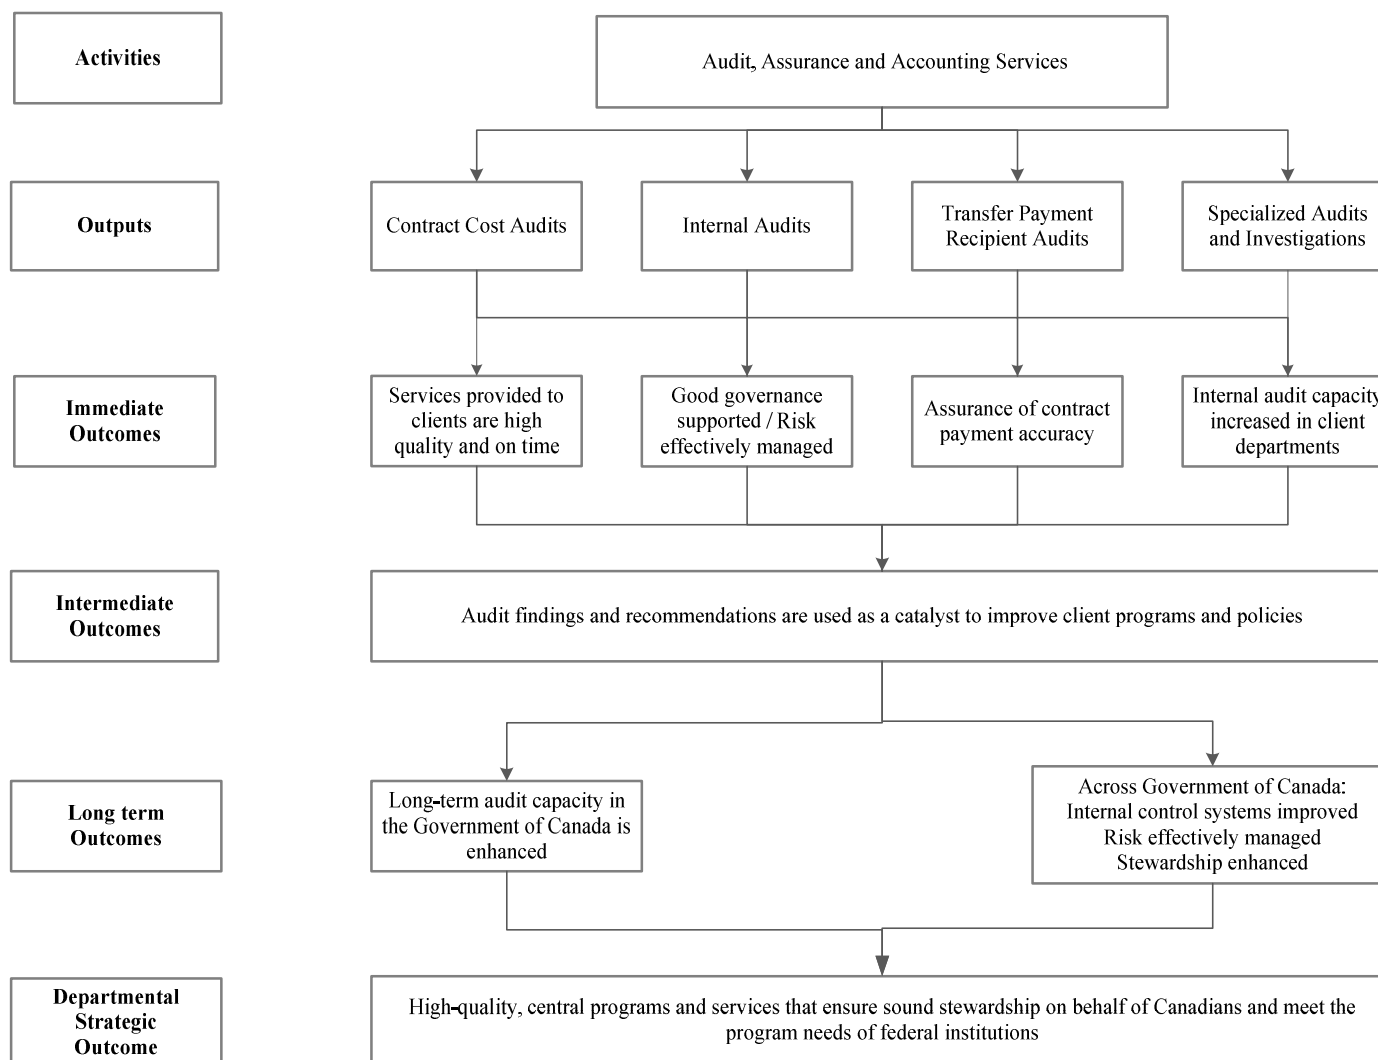 Activities
Audit, Assurance and Accounting Services
Outputs
Contract Cost Audits
Internal Audits
Transfer Payment
Recipient Audits
Specialized Audits
and Investigations
Immediate
Outcomes
Services provided to
clients are high
quality and on time
Good governance
supported / Risk
effectively managed
Assurance of contract
payment accuracy
Internal audit capacity
increased in client
departments
Intermediate
Outcomes
Audit findings and recommendations are used as a catalyst to improve client programs and policies
Long term
Outcomes
Long-term audit capacity in
the Government of Canada is
enhanced
Across Government of Canada:
Internal control systems improved
Risk effectively managed
Stewardship enhanced
Departmental
Strategic
Outcome
High-quality, central programs and services that ensure sound stewardship on behalf of Canadians and meet the
program needs of federal institutions